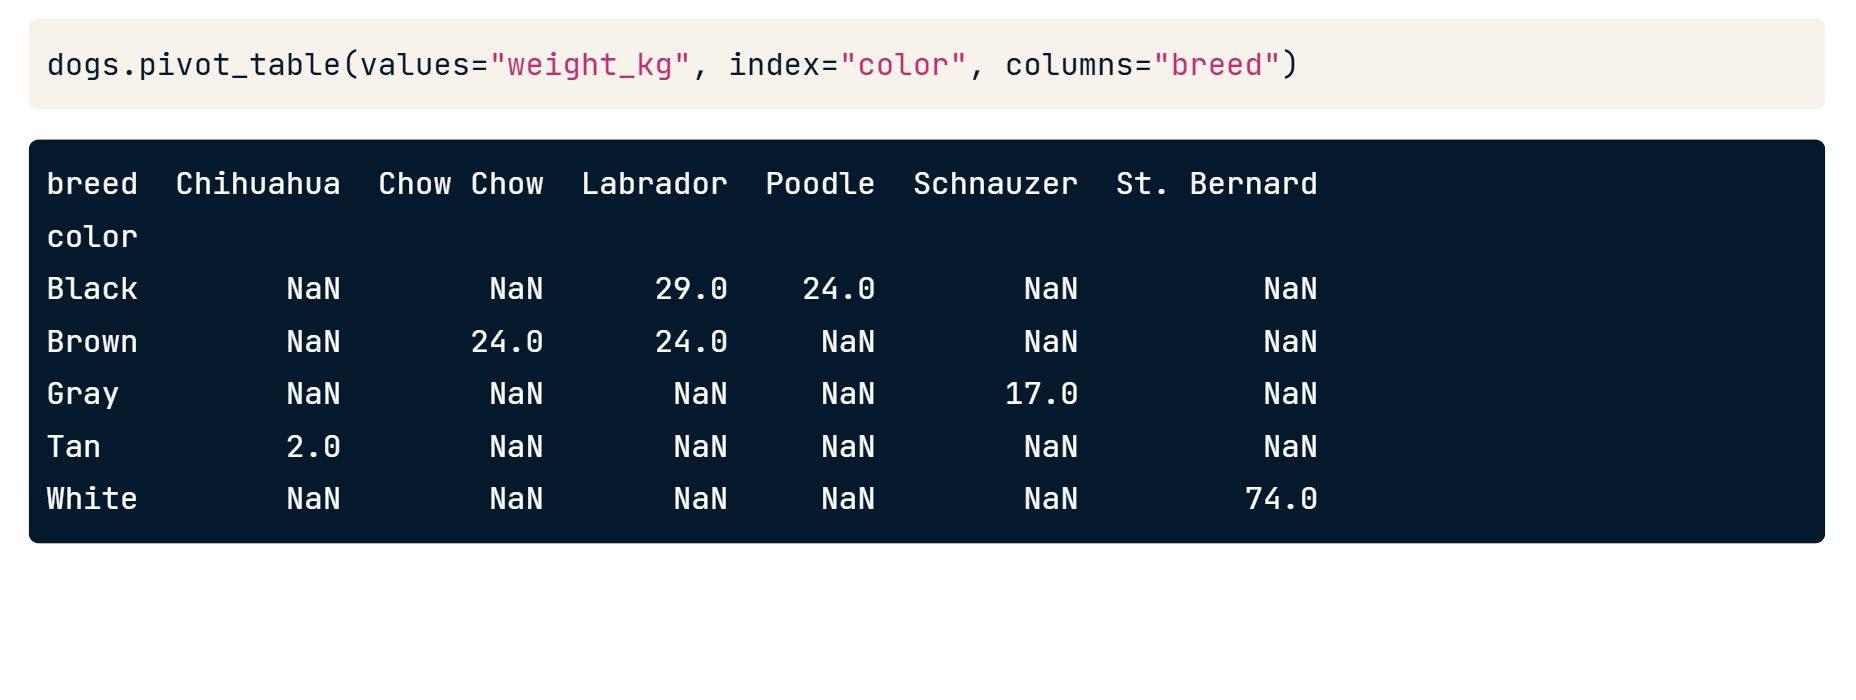 dogs.pivot_table(values="weight_kg", index="color", columns="breed")
breed  Chihuahua  Chow Chow  Labrador  Poodle  Schnauzer  St. Bernard
color
Black        NaN        NaN      29.0    24.0        NaN          NaN
Brown        NaN       24.0      24.0     NaN        NaN          NaN
Gray         NaN        NaN       NaN     NaN       17.0          NaN
Tan          2.0        NaN       NaN     NaN        NaN          NaN
White        NaN        NaN       NaN     NaN        NaN         74.0